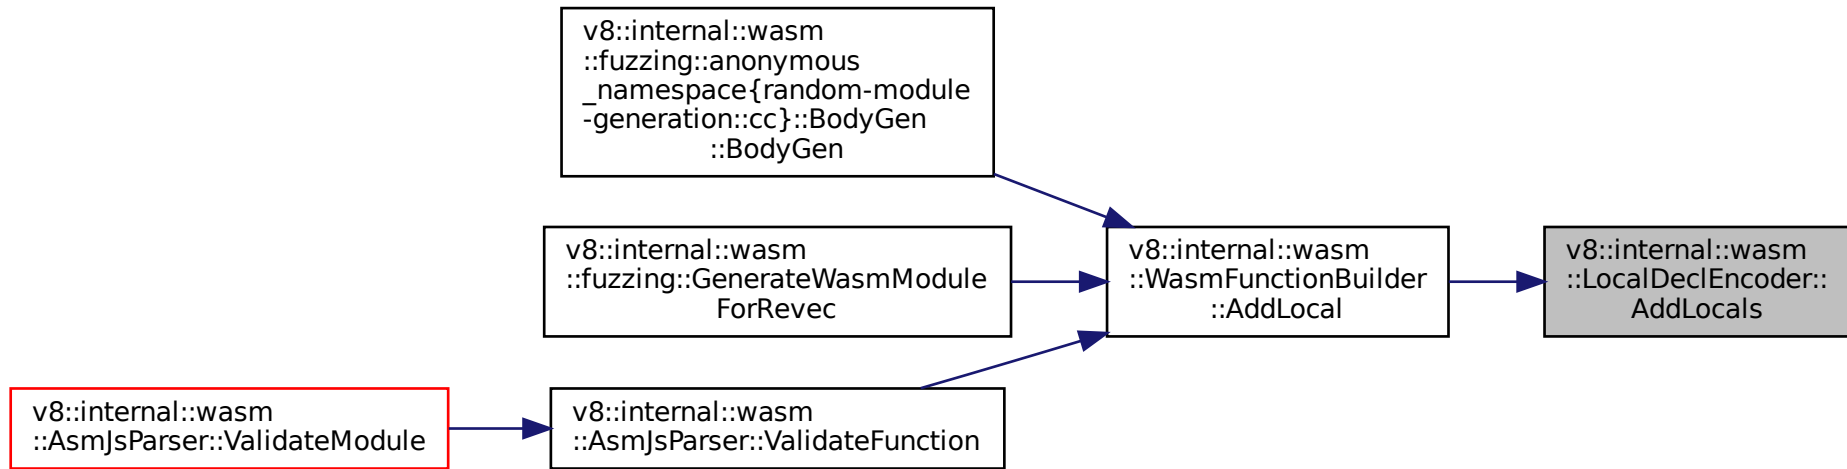 v8::internal::wasm
::fuzzing::anonymous
_namespace{random-module
-generation::cc}::BodyGen
::BodyGen
v8::internal::wasm
::fuzzing::GenerateWasmModule
ForRevec
v8::internal::wasm
::WasmFunctionBuilder
::AddLocal
v8::internal::wasm
::LocalDeclEncoder::
AddLocals
v8::internal::wasm
::AsmJsParser::ValidateModule
v8::internal::wasm
::AsmJsParser::ValidateFunction